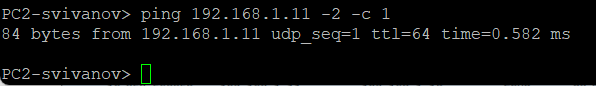 PC2-svivanov> ping 192.168.1.11 -2 -c 1
84 bytes from 192.168.1.11 udp_seq=1 ttl=64 time=0.582 ms
PC2-svivanov>